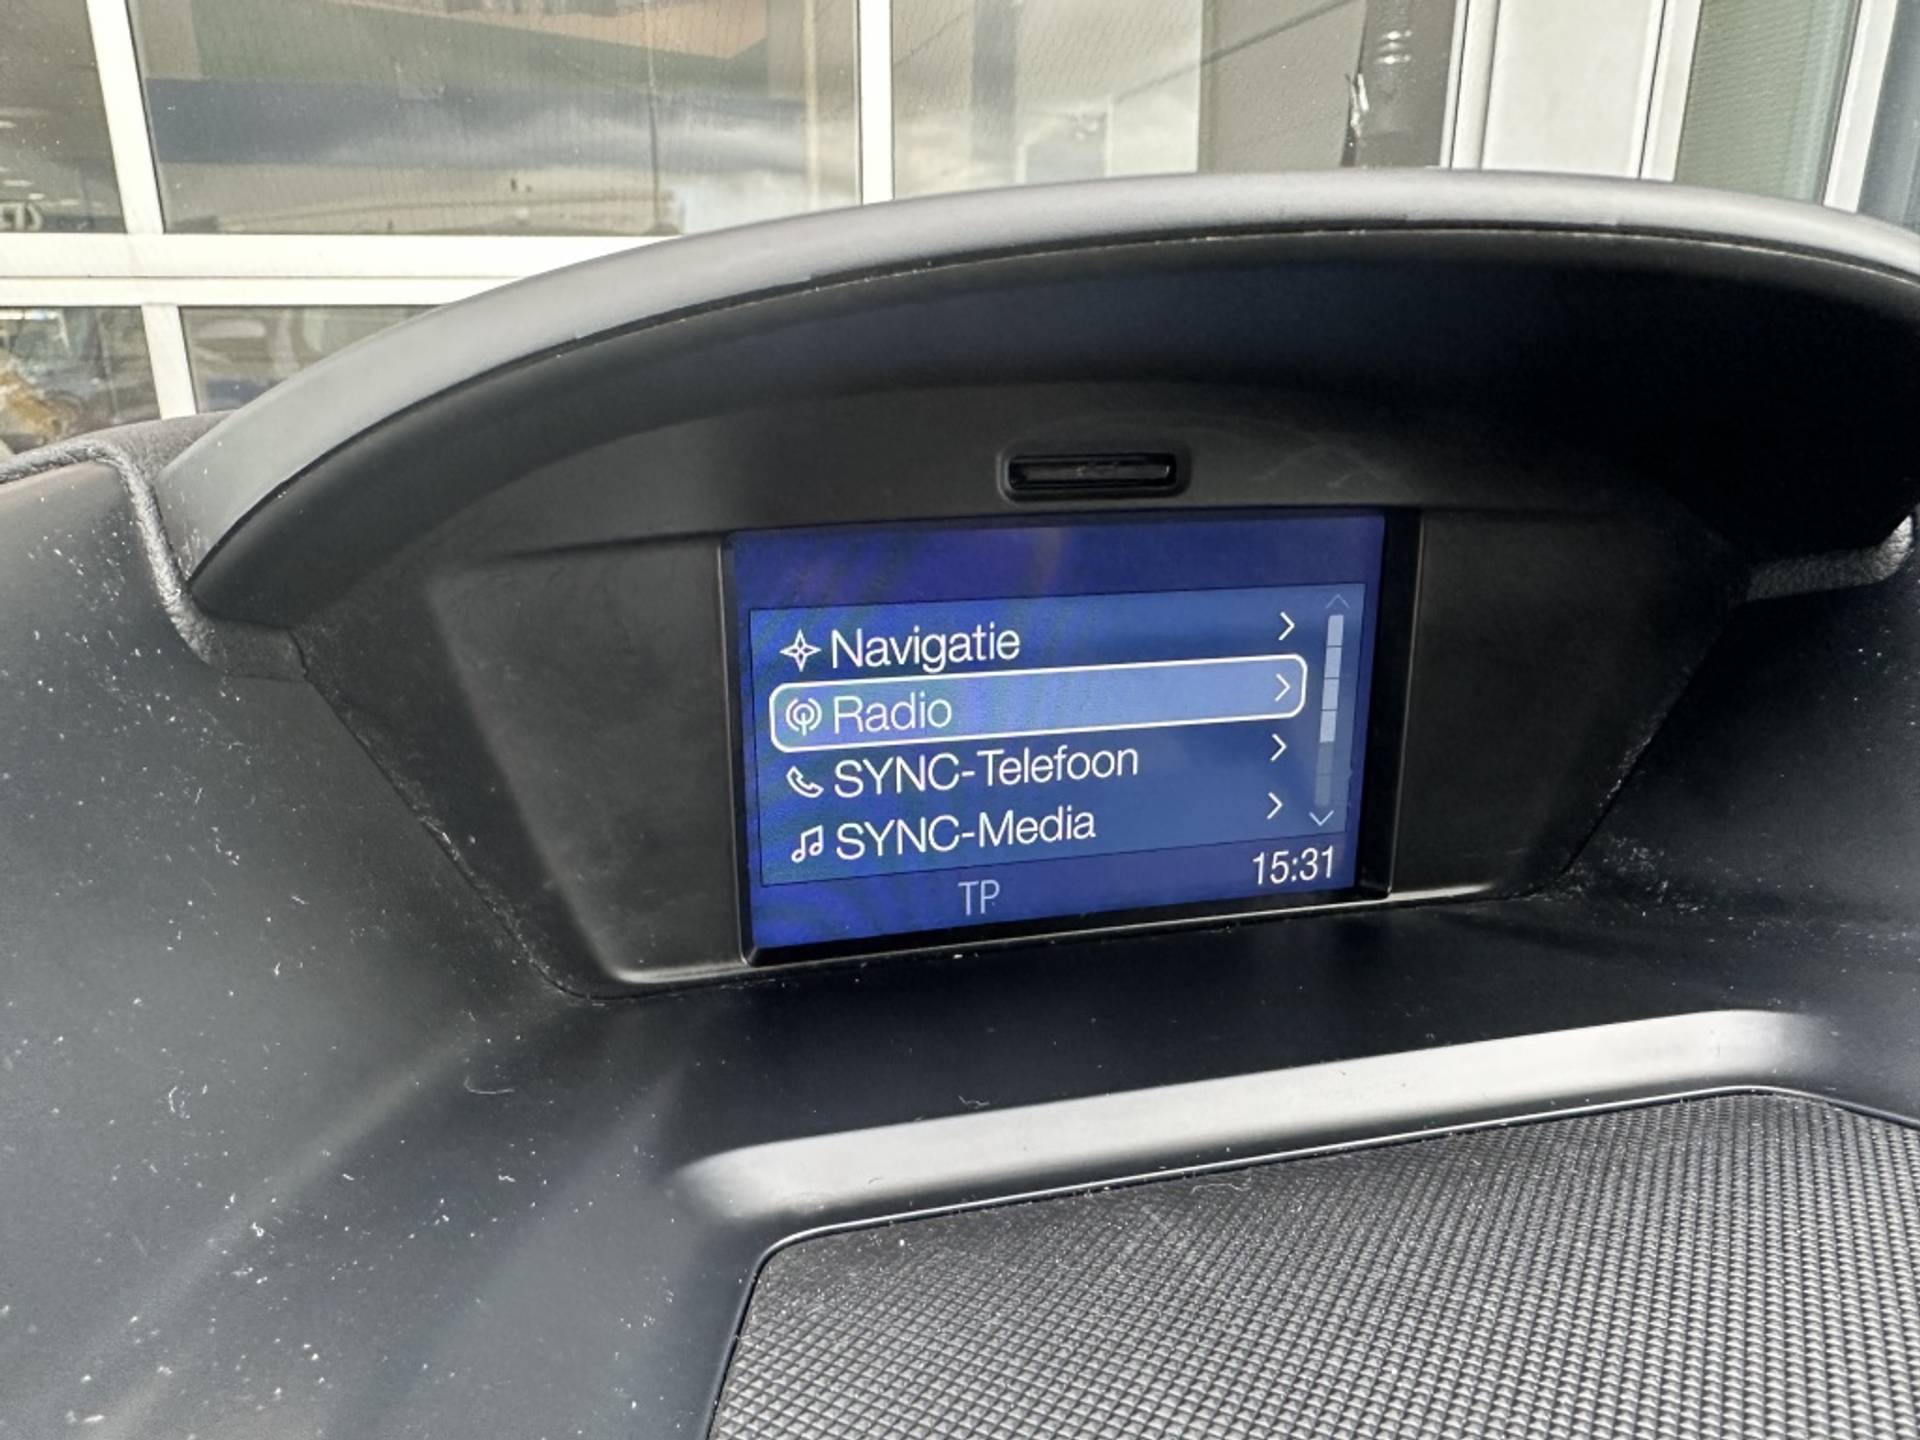 Navigatie
Radio
SYNC-Telefoon
SYNC-Media
TP
15:31